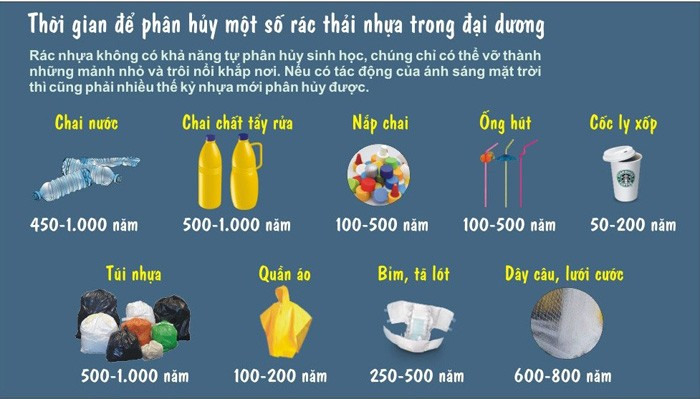 Thời gian để phân hủy một số rác thải nhựa trong đại dương
Rác nhựa không có khả năng tự phân hủy sinh học, chúng chỉ có thể vỡ thành
những mảnh nhỏ và trôi nổi khắp nơi. Nếu có tác động của ánh sáng mặt trời
thì cũng phải nhiều thế kỷ nhựa mới phân hủy được.
Chai nước
Chai chất tẩy rửa
Nắp chai
Ống hút
Cốc ly xốp
450-1.000 năm
500-1.000 năm
100-500 năm
100-500 năm
50-200 năm
Túi nhựa
Quần áo
Bỉm, tã lót
Dây câu, lưới cước
500-1.000 năm
100-200 năm
250-500 năm
600-800 năm